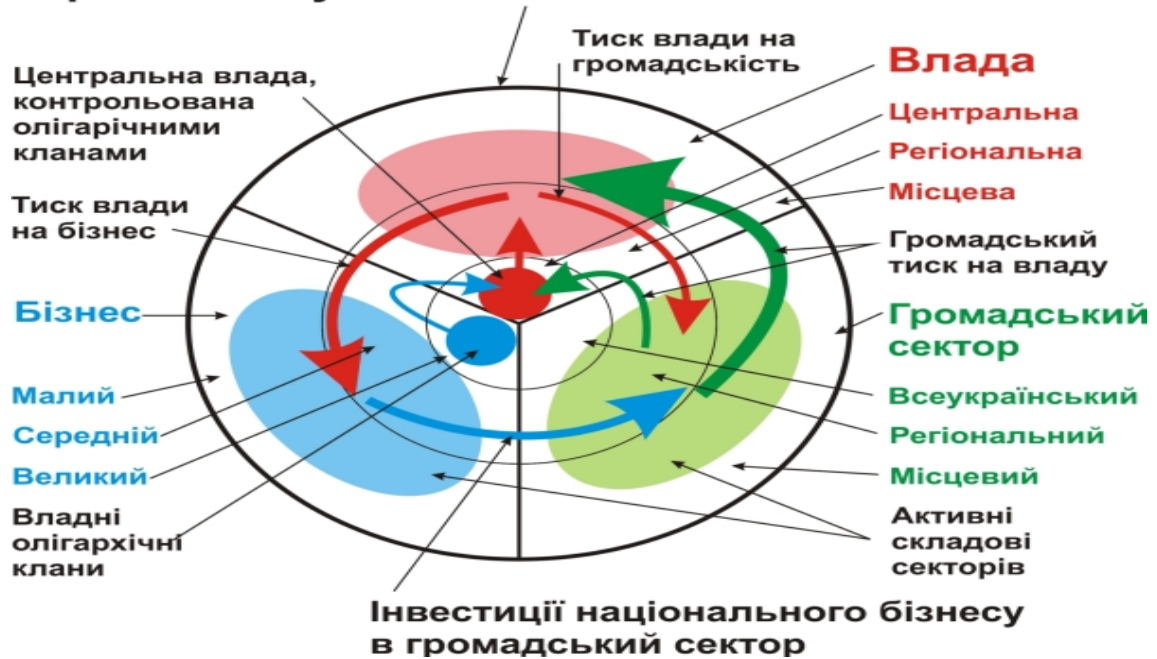 Тиск влади на
громадськість
Центральна влада,
контрольована
олігарічними
кланами
Тиск влади
на бізнес
Бізнес
Малий
Середній
Великий
Владні
олігархічні
клани
Влада
Центральна
Регіональна
Місцева
Громадський
тиск на владу
Громадський
сектор
Всеукраїнський
Регіональний
Місцевий
Активні
складові
секторів
Інвестиції національного бізнесу
в громадський сектор